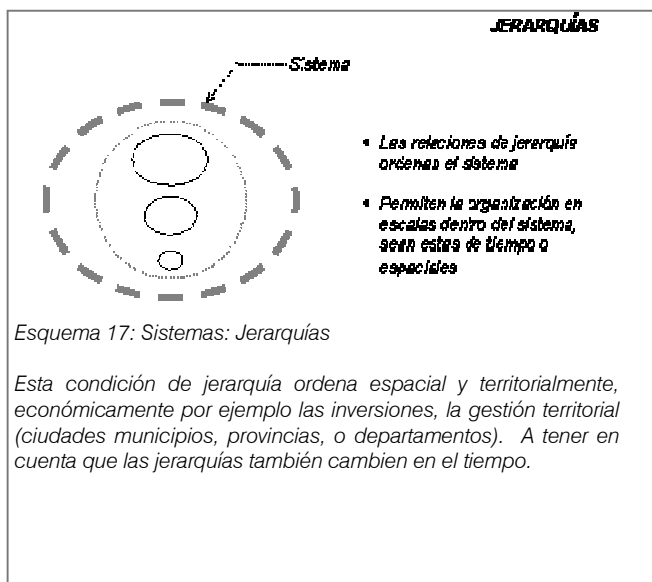 JERARQUÍAS
Sistema
• Las relaciones de jerarquía
ordenan el sistema
• Permiten la organización en
escalas dentro del sistema,
sean estas de tiempo o
espaciales
Esquema 17: Sistemas: Jerarquías
Esta condición de jerarquía ordena espacial y territorialmente,
económicamente por ejemplo las inversiones, la gestión territorial
(ciudades municipios, provincias, o departamentos). A tener en
cuenta que las jerarquías también cambien en el tiempo.